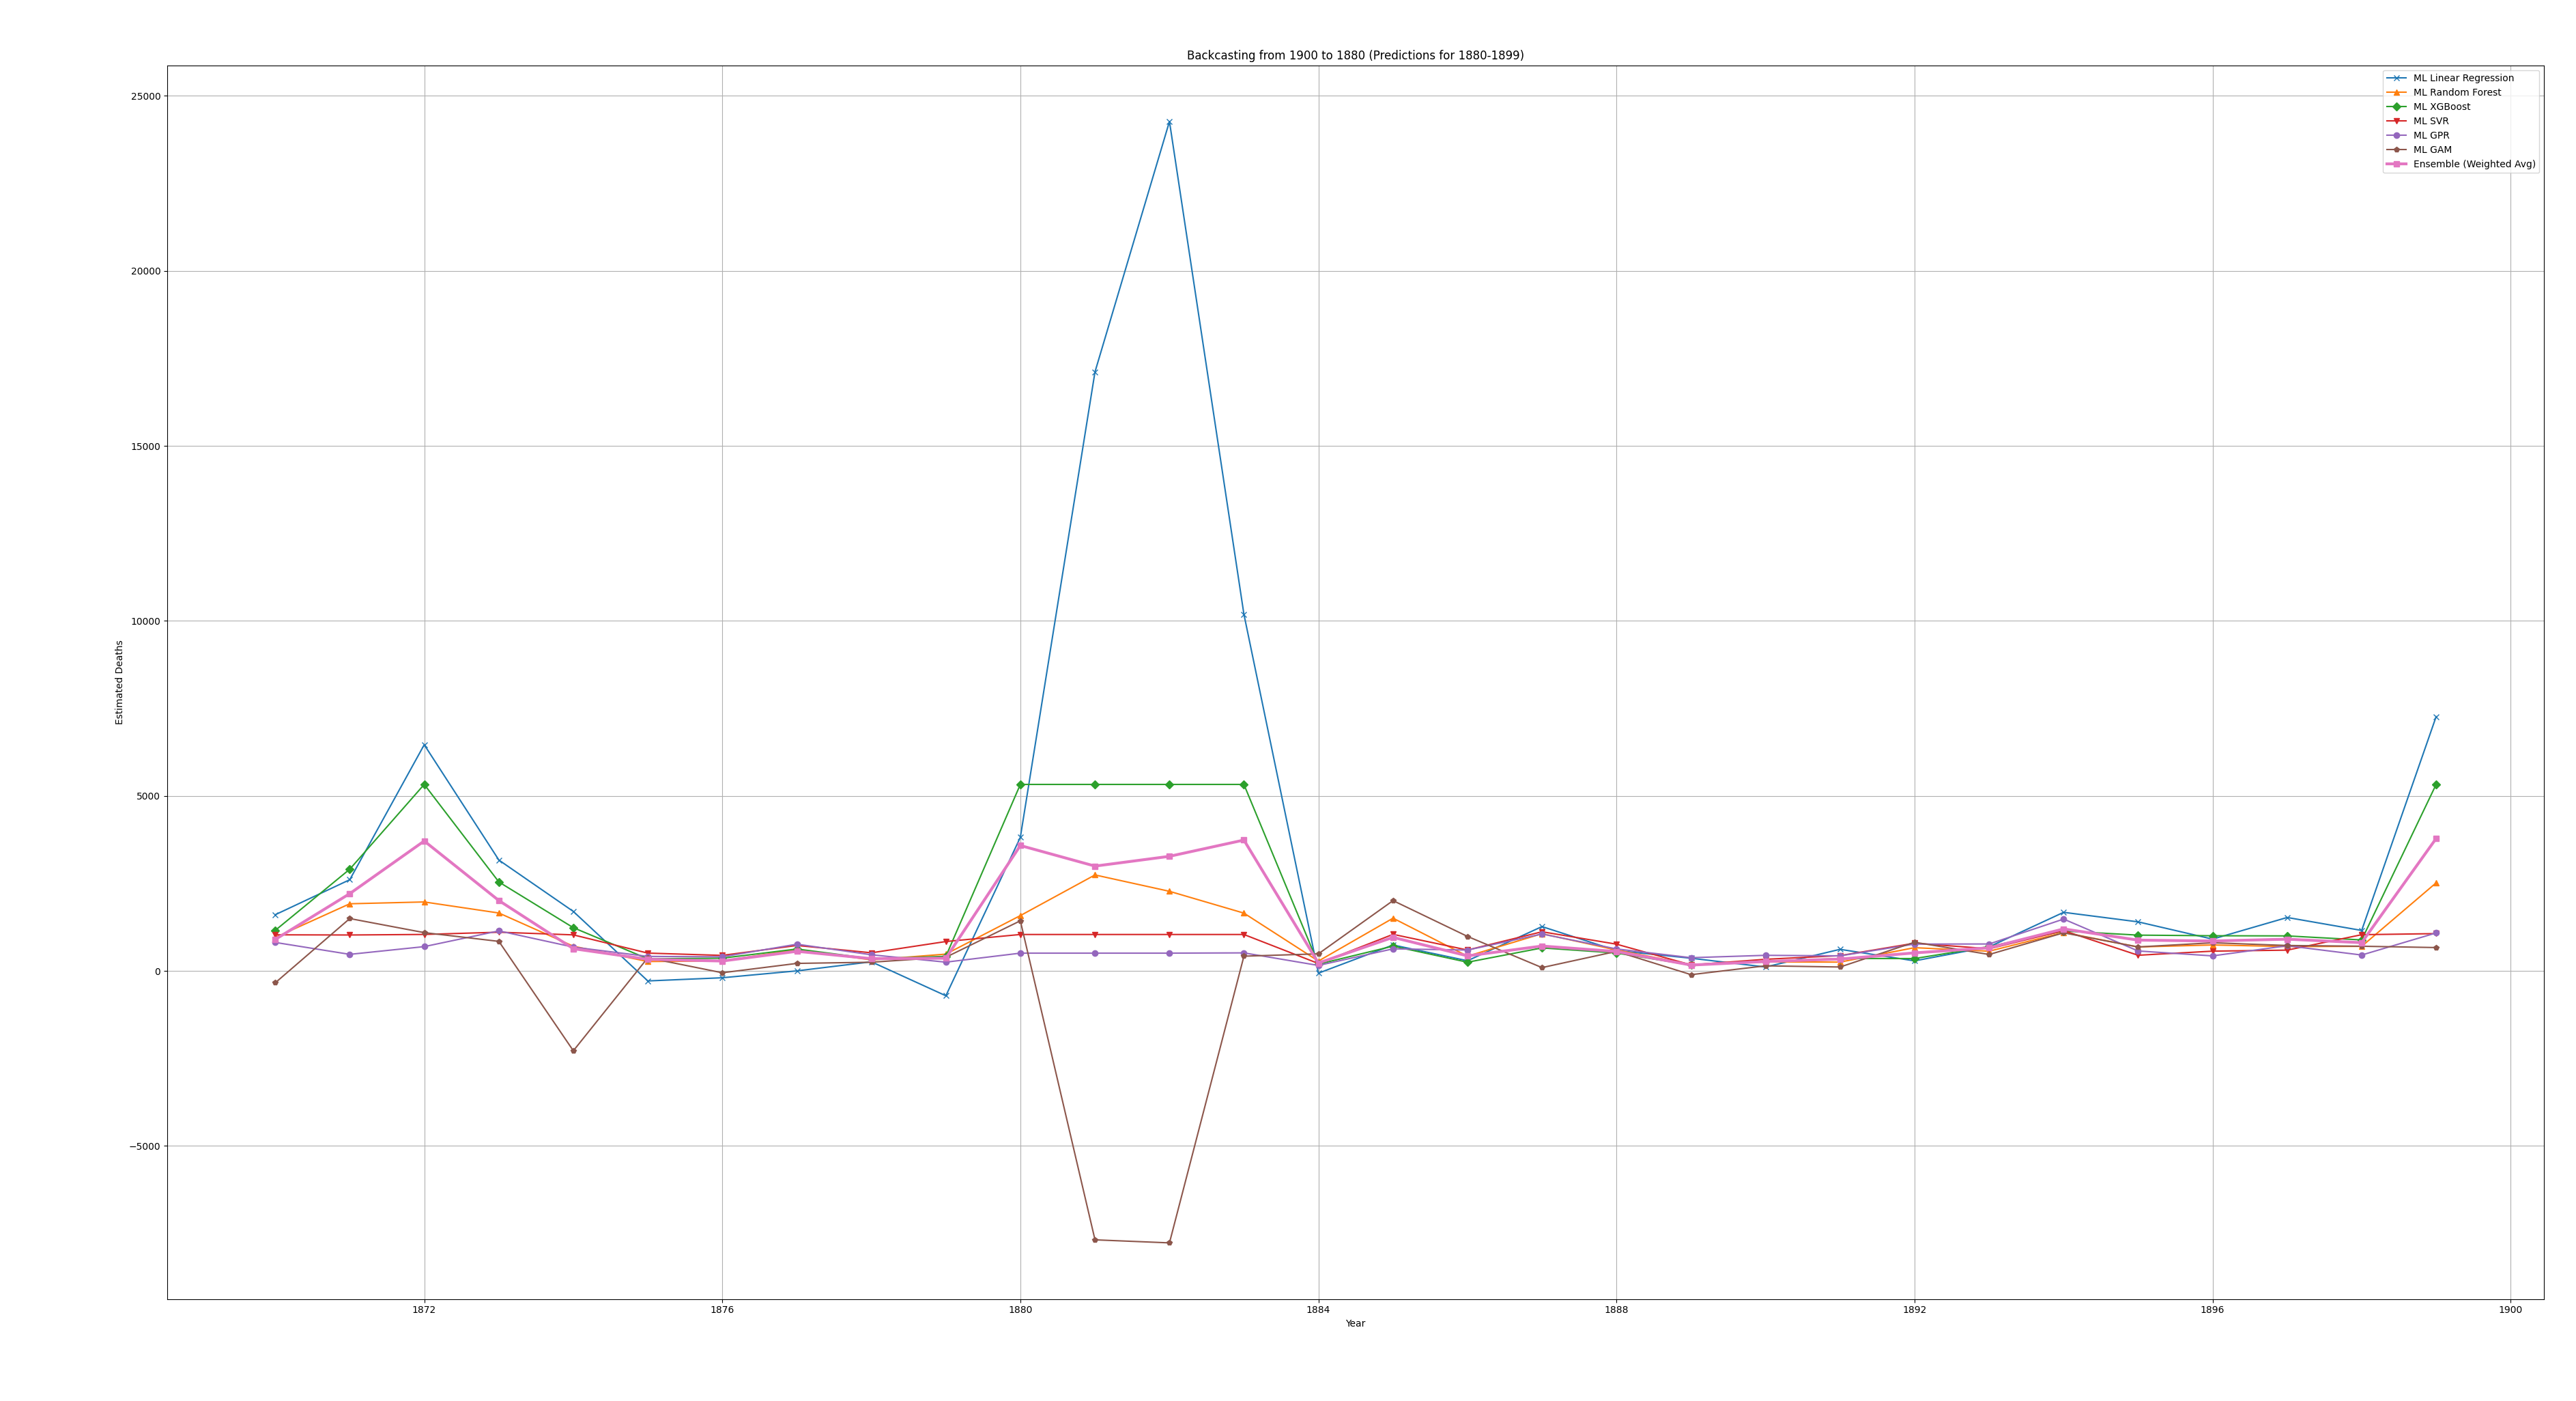 Backcasting from 1900 to 1880 (Predictions for 1880-1899)
ML Linear Regression
ML Random Forest
ML XGBoost
ML SVR
ML GPR
ML GAM
Ensemble (Weighted Avg)
25000
20000
15000
10000
5000
0
−5000
Estimated Deaths
1872
1876
1880
1884
1888
1892
1896
1900
Year